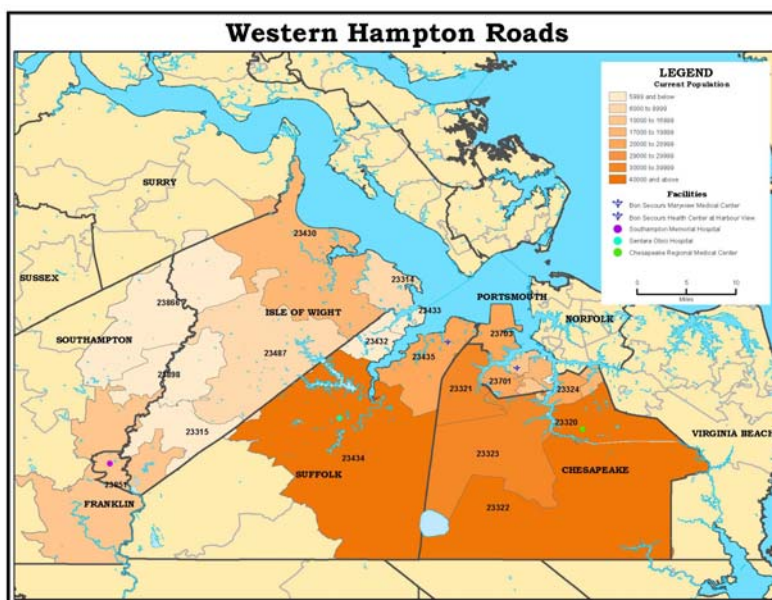 Western Hampton Roads
LEGEND
Current Population
5999 and below
6000 to 9999
10000 to 16999
17000 to 19999
20000 to 29999
30000 to 39999
40000 and above
Facilities
Bon Secours Maryview Medical Center
Bon Secours Health Center at Harbour View
Southampton Memorial Hospital
Sentara Obici Hospital
Chesapeake Regional Medical Center
0 5 10
Miles
SURRY
23430
SUSSEX
23314
23866
23433
PORTSMOUTH
ISLE OF WIGHT
NORFOLK
SOUTHAMPTON
23432
23703
23487
23435
23898
23701
23321
23324
23315
23320
VIRGINIA BEACH
23323
23434
SUFFOLK
CHESAPEAKE
23851
FRANKLIN
23322